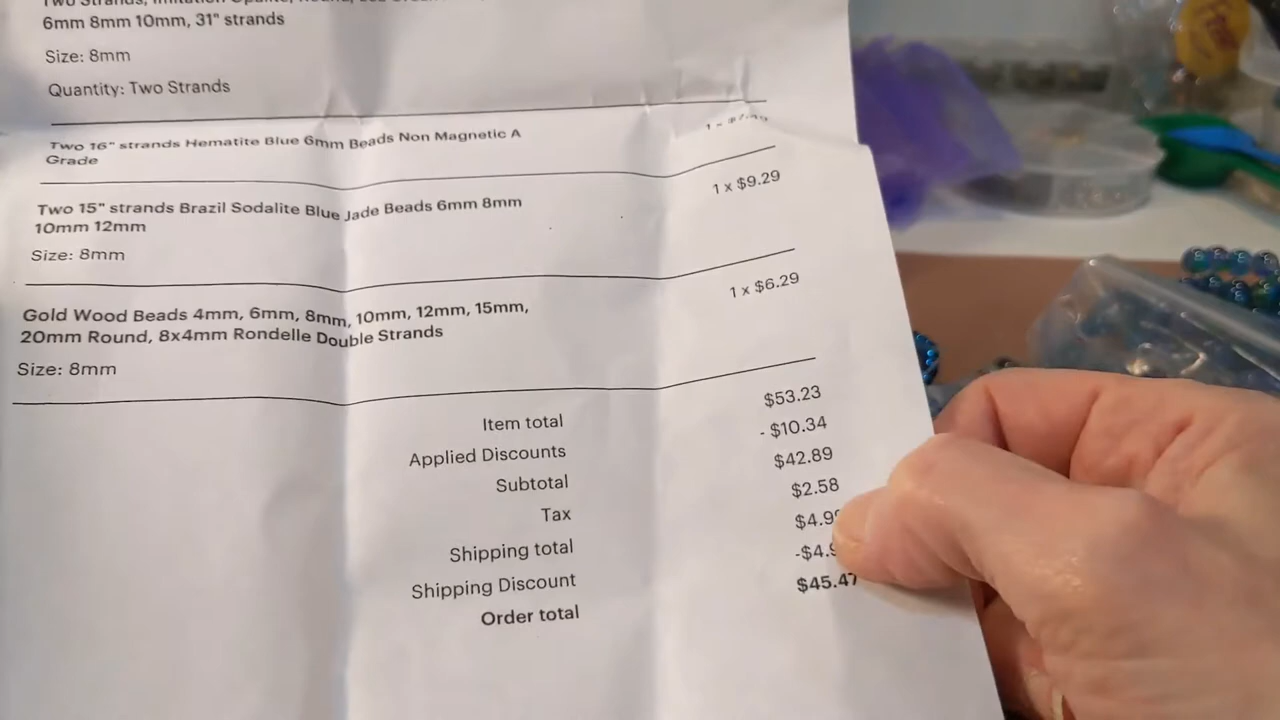 6mm 8mm 10mm, 31" strands
Size: 8mm
Quantity: Two Strands
Two 16" strands Hematite Blue 6mm Beads Non Magnetic A
Grade
Two 15" strands Brazil Sodalite Blue Jade Beads 6mm 8mm
10mm 12mm
1 x $9.29
Size: 8mm
Gold Wood Beads 4mm, 6mm, 8mm, 10mm, 12mm, 15mm,
20mm Round, 8x4mm Rondelle Double Strands
1 x $6.29
Size: 8mm
Item total $53.23
Applied Discounts - $10.34
Subtotal $42.89
Tax $2.58
Shipping total $4.9
Shipping Discount -$4.9
Order total $45.47